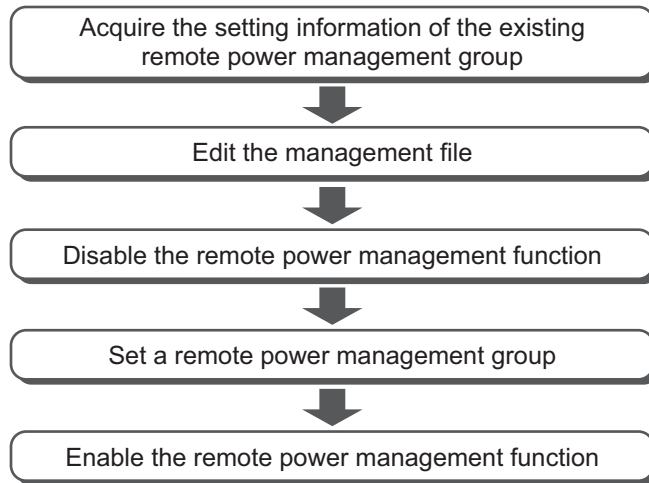 Acquire the setting information of the existing
remote power management group
Edit the management file
Disable the remote power management function
Set a remote power management group
Enable the remote power management function